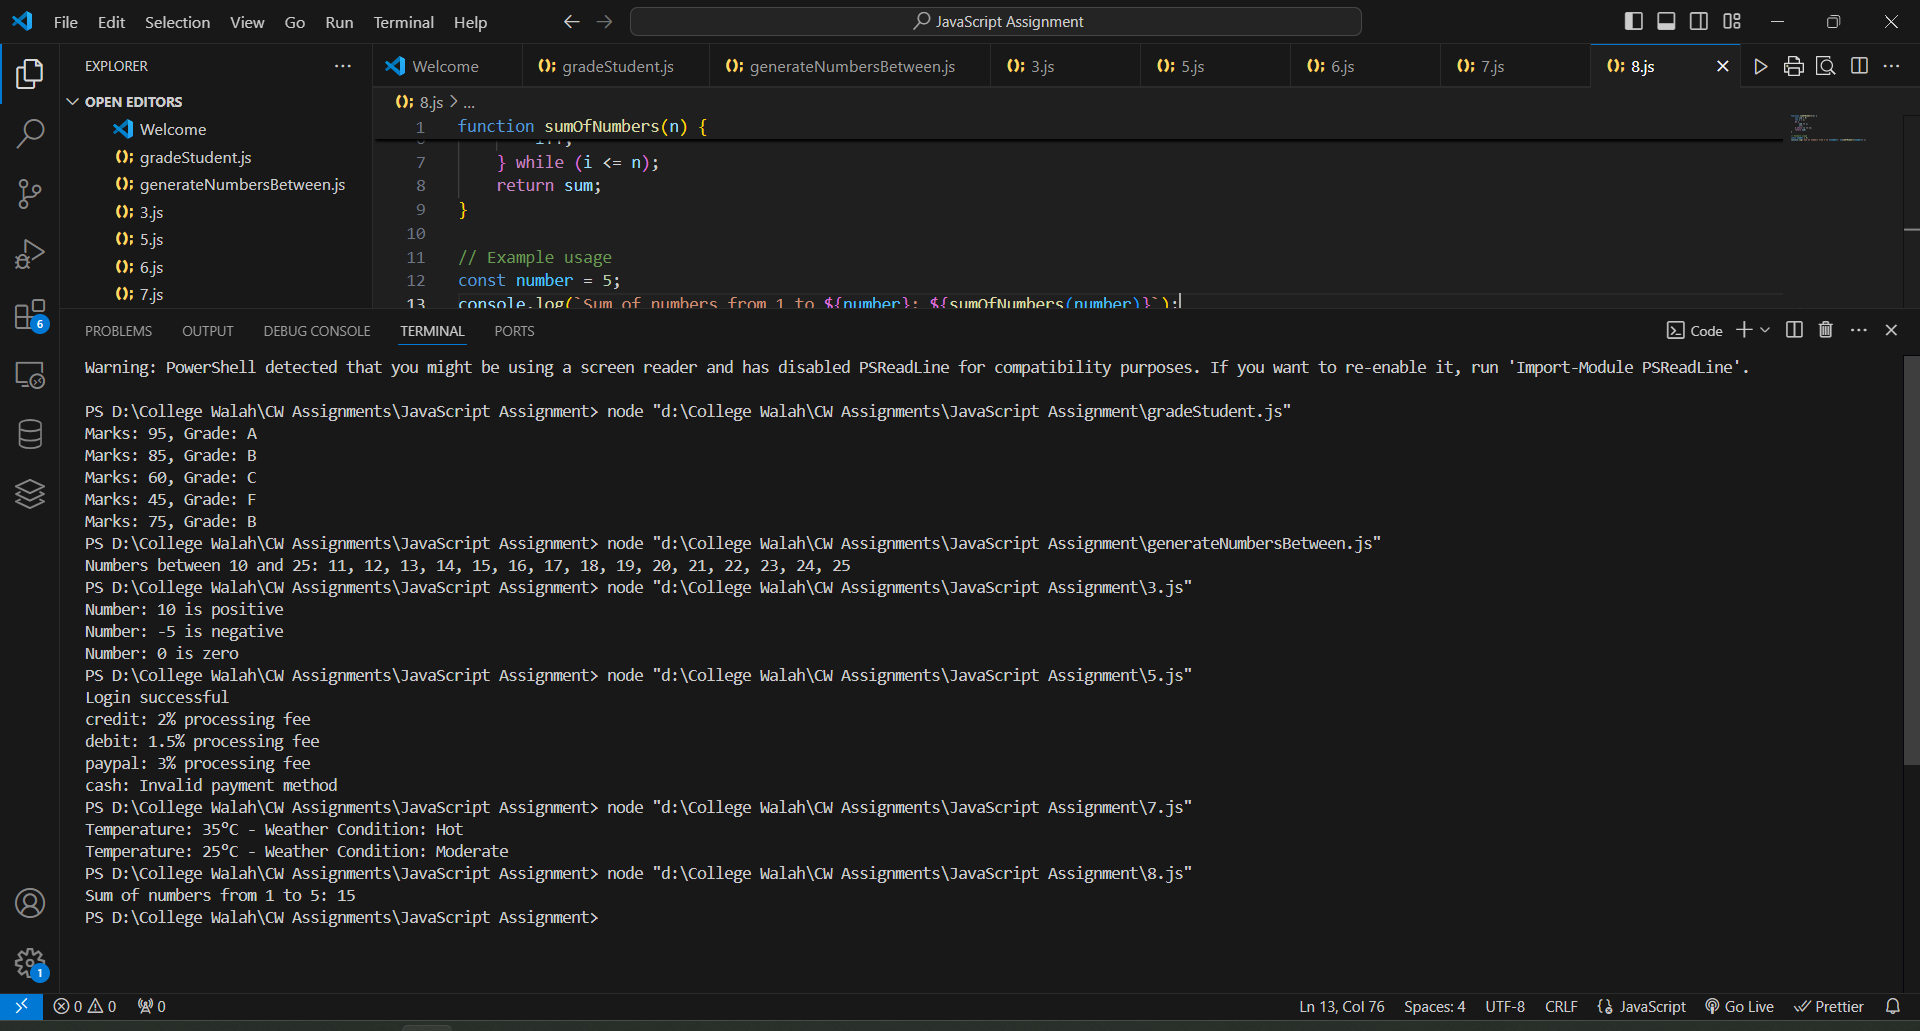 File Edit Selection View Go Run Terminal Help
JavaScript Assignment
EXPLORER
OPEN EDITORS
Welcome
gradeStudent.js
generateNumbersBetween.js
3.js
5.js
6.js
7.js
Welcome gradeStudent.js generateNumbersBetween.js 3.js 5.js 6.js 7.js 8.js
8.js > ...
1 function sumOfNumbers(n) {
7 } while (i <= n);
8 return sum;
9 }
10
11 // Example usage
12 const number = 5;
13 console.log(`Sum of numbers from 1 to ${number}: ${sumOfNumbers(number)}`);
PROBLEMS OUTPUT DEBUG CONSOLE TERMINAL PORTS
Code
Warning: PowerShell detected that you might be using a screen reader and has disabled PSReadLine for compatibility purposes. If you want to re-enable it, run 'Import-Module PSReadLine'.
PS D:\College Walah\CW Assignments\JavaScript Assignment> node "d:\College Walah\CW Assignments\JavaScript Assignment\gradeStudent.js"
Marks: 95, Grade: A
Marks: 85, Grade: B
Marks: 60, Grade: C
Marks: 45, Grade: F
Marks: 75, Grade: B
PS D:\College Walah\CW Assignments\JavaScript Assignment> node "d:\College Walah\CW Assignments\JavaScript Assignment\generateNumbersBetween.js"
Numbers between 10 and 25: 11, 12, 13, 14, 15, 16, 17, 18, 19, 20, 21, 22, 23, 24, 25
PS D:\College Walah\CW Assignments\JavaScript Assignment> node "d:\College Walah\CW Assignments\JavaScript Assignment\3.js"
Number: 10 is positive
Number: -5 is negative
Number: 0 is zero
PS D:\College Walah\CW Assignments\JavaScript Assignment> node "d:\College Walah\CW Assignments\JavaScript Assignment\5.js"
Login successful
credit: 2% processing fee
debit: 1.5% processing fee
paypal: 3% processing fee
cash: Invalid payment method
PS D:\College Walah\CW Assignments\JavaScript Assignment> node "d:\College Walah\CW Assignments\JavaScript Assignment\7.js"
Temperature: 35°C - Weather Condition: Hot
Temperature: 25°C - Weather Condition: Moderate
PS D:\College Walah\CW Assignments\JavaScript Assignment> node "d:\College Walah\CW Assignments\JavaScript Assignment\8.js"
Sum of numbers from 1 to 5: 15
PS D:\College Walah\CW Assignments\JavaScript Assignment>
6
1
0 0 0
Ln 13, Col 76 Spaces: 4 UTF-8 CRLF JavaScript Go Live Prettier